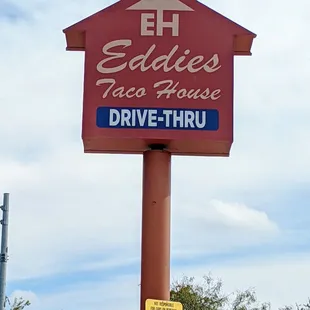 EH
Eddies
Taco House
DRIVE-THRU